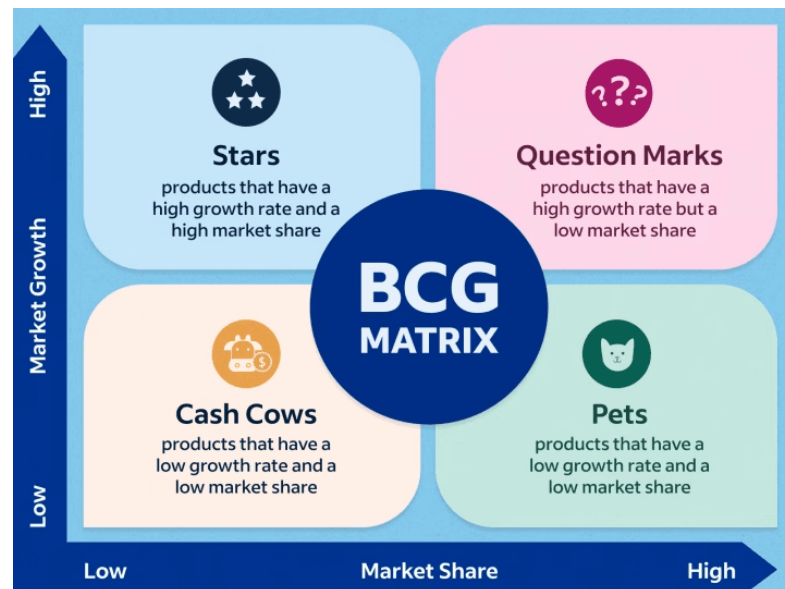 High
Market Growth
Low
Stars
products that have a
high growth rate and a
high market share
???
Question Marks
products that have a
high growth rate but a
low market share
BCG
MATRIX
$
Cash Cows
products that have a
low growth rate and a
low market share
Pets
products that have a
low growth rate and a
low market share
Low
Market Share
High